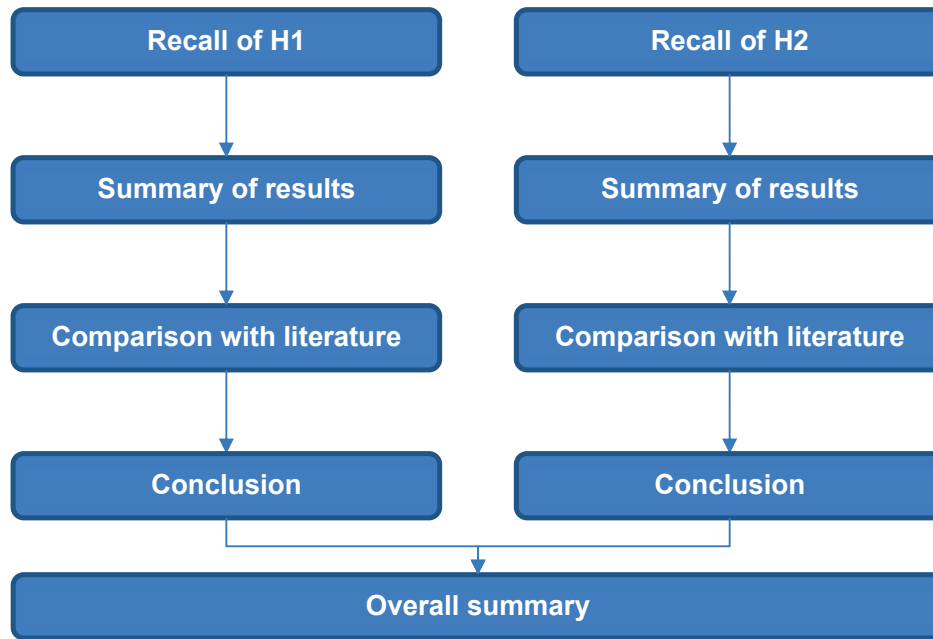 Recall of H1
Recall of H2
Summary of results
Summary of results
Comparison with literature
Comparison with literature
Conclusion
Conclusion
Overall summary